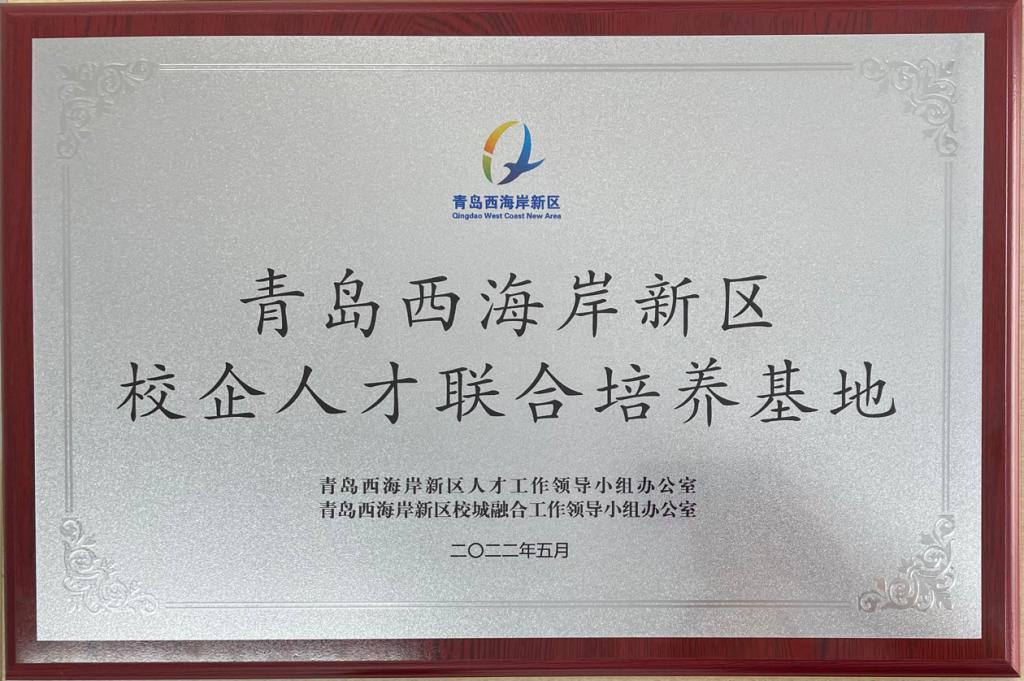 青岛西海岸新区
Qingdao West Coast New Area
青岛西海岸新区
校企人才联合培养基地
青岛西海岸新区人才工作领导小组办公室
青岛西海岸新区校城融合工作领导小组办公室
二〇二二年五月